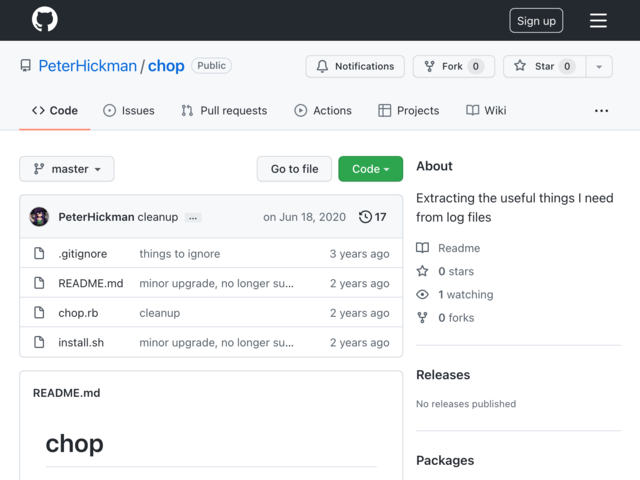 Sign up
PeterHickman / chop Public
Notifications
Fork 0
Star 0
Code
Issues
Pull requests
Actions
Projects
Wiki
master
Go to file
Code
PeterHickman cleanup ... on Jun 18, 2020 17
.gitignore things to ignore 3 years ago
README.md minor upgrade, no longer su... 2 years ago
chop.rb cleanup 2 years ago
install.sh minor upgrade, no longer su... 2 years ago
README.md
chop
About
Extracting the useful things I need
from log files
Readme
0 stars
1 watching
0 forks
Releases
No releases published
Packages